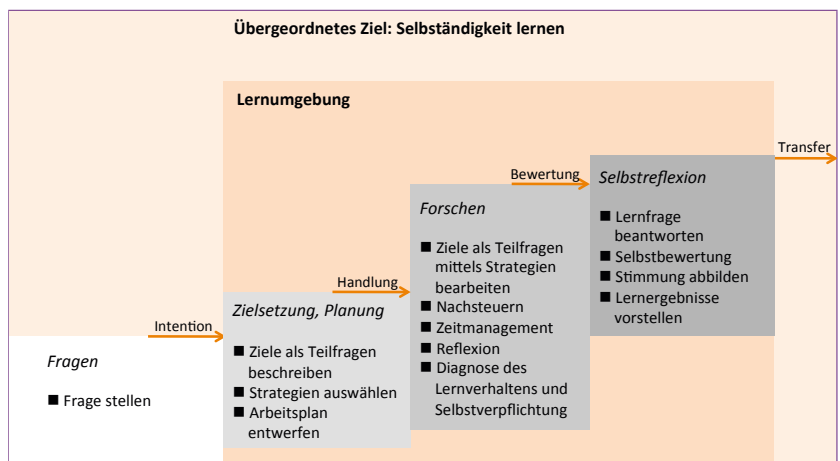 Übergeordnetes Ziel: Selbständigkeit lernen
Lernumgebung
Transfer
Bewertung
Selbstreflexion
■ Lernfrage
beantworten
■ Selbstbewertung
■ Stimmung abbilden
■ Lernergebnisse
vorstellen
Forschen
■ Ziele als Teilfragen
mittels Strategien
bearbeiten
■ Nachsteuern
■ Zeitmanagement
■ Reflexion
■ Diagnose des
Lernverhaltens und
Selbstverpflichtung
Handlung
Zielsetzung, Planung
■ Ziele als Teilfragen
beschreiben
■ Strategien auswählen
■ Arbeitsplan
entwerfen
Intention
Fragen
■ Frage stellen